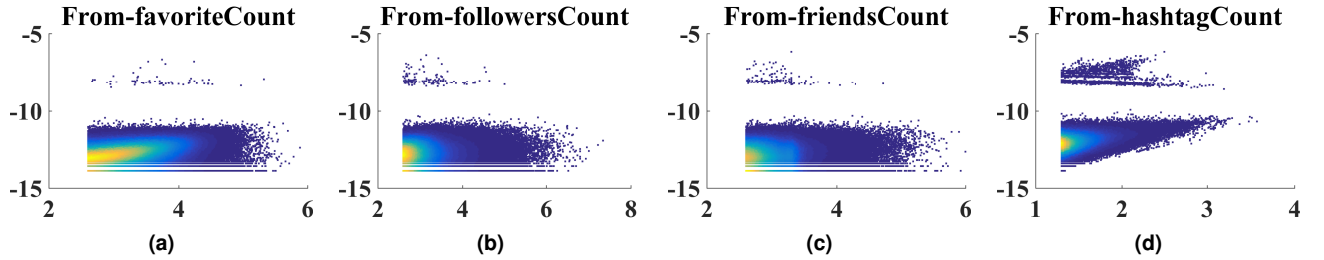 From-favoriteCount
-5
-10
-15
2 4 6
(a)
From-followersCount
-5
-10
-15
2 4 6 8
(b)
From-friendsCount
-5
-10
-15
2 4 6
(c)
From-hashtagCount
-5
-10
-15
1 2 3 4
(d)